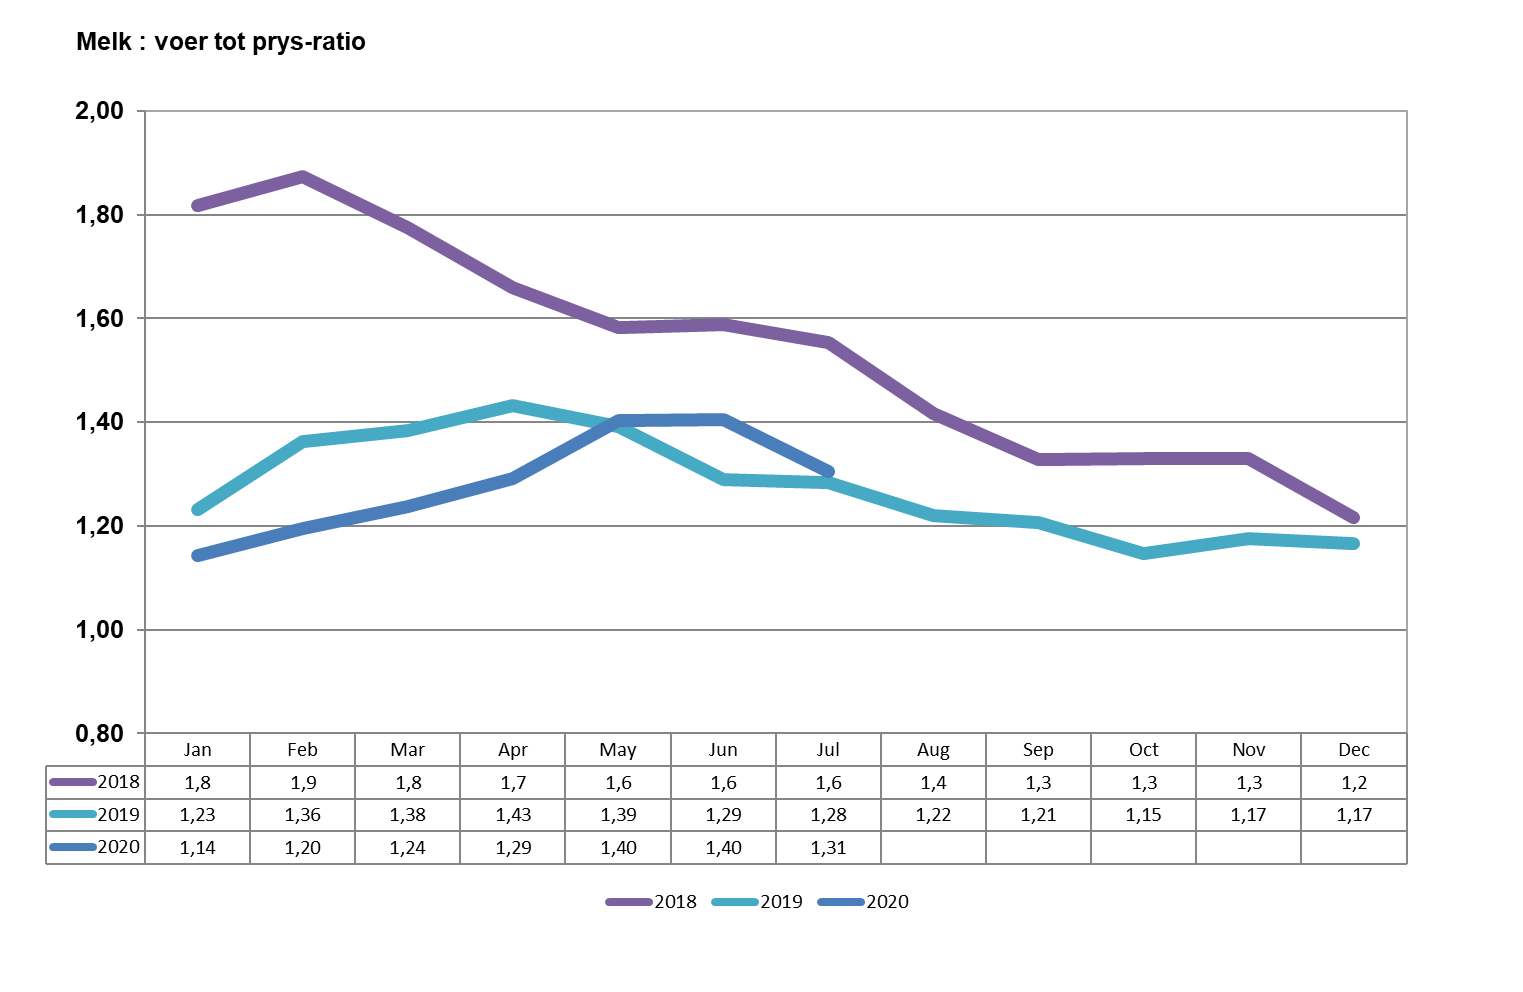 Melk : voer tot prys-ratio
2,00
1,80
1,60
1,40
1,20
1,00
0,80
Jan Feb Mar Apr May Jun Jul Aug Sep Oct Nov Dec
2018 1,8 1,9 1,8 1,7 1,6 1,6 1,6 1,4 1,3 1,3 1,3 1,2
2019 1,23 1,36 1,38 1,43 1,39 1,29 1,28 1,22 1,21 1,15 1,17 1,17
2020 1,14 1,20 1,24 1,29 1,40 1,40 1,31
2018 2019 2020